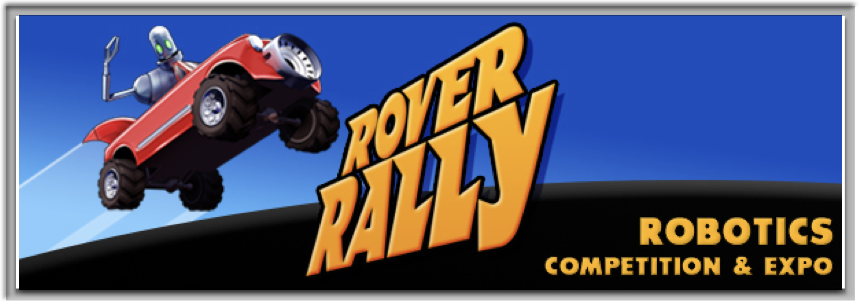 ROVER
RALLY
ROBOTICS
COMPETITION & EXPO